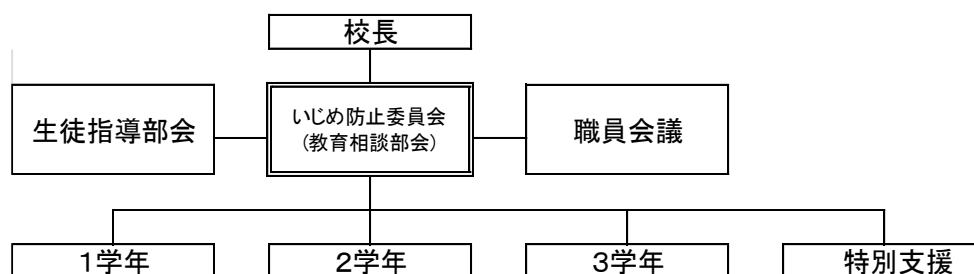 校長
生徒指導部会
いじめ防止委員会
(教育相談部会)
職員会議
1学年
2学年
3学年
特別支援